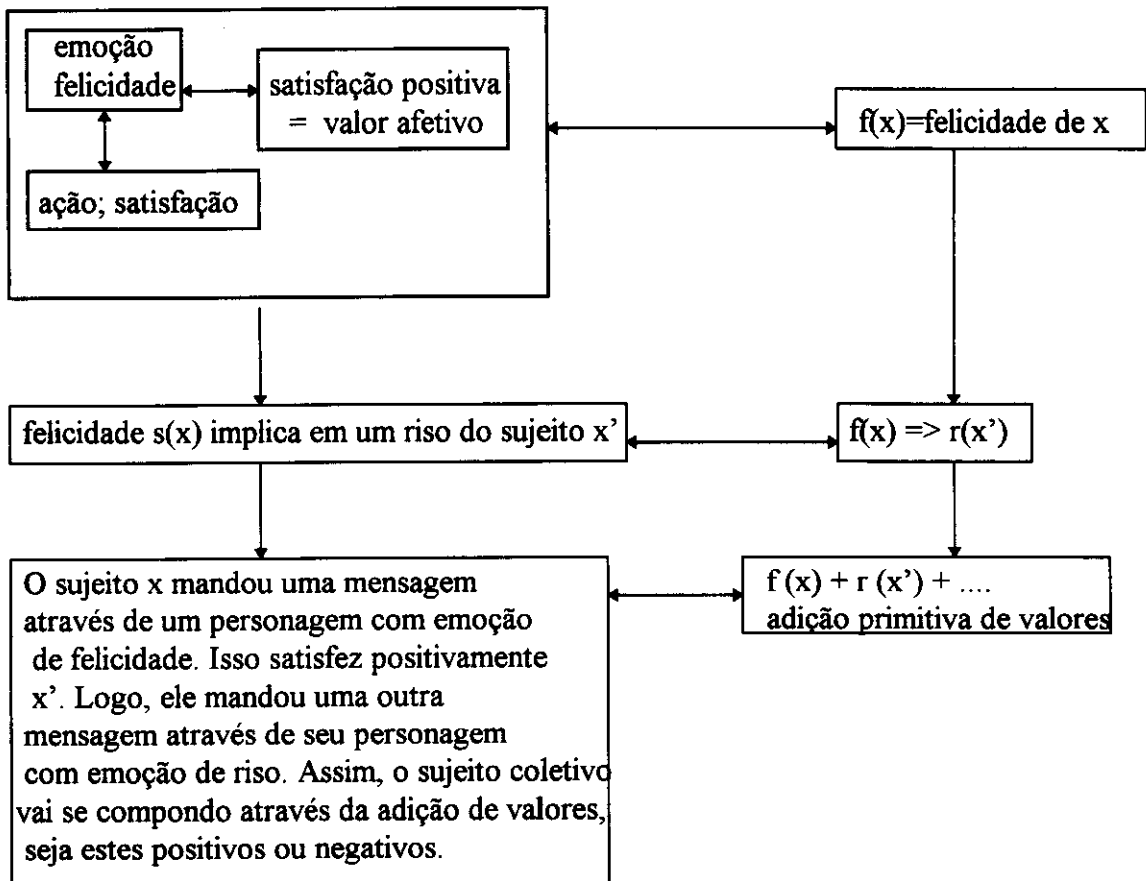 emoção
felicidade
satisfação positiva
= valor afetivo
f(x)=felicidade de x
ação; satisfação
felicidade s(x) implica em um riso do sujeito x’
f(x) => r(x’)
O sujeito x mandou uma mensagem
através de um personagem com emoção
de felicidade. Isso satisfez positivamente
x’. Logo, ele mandou uma outra
mensagem através de seu personagem
com emoção de riso. Assim, o sujeito coletivo
vai se compondo através da adição de valores,
seja estes positivos ou negativos.
f (x) + r (x’) + ....
adição primitiva de valores